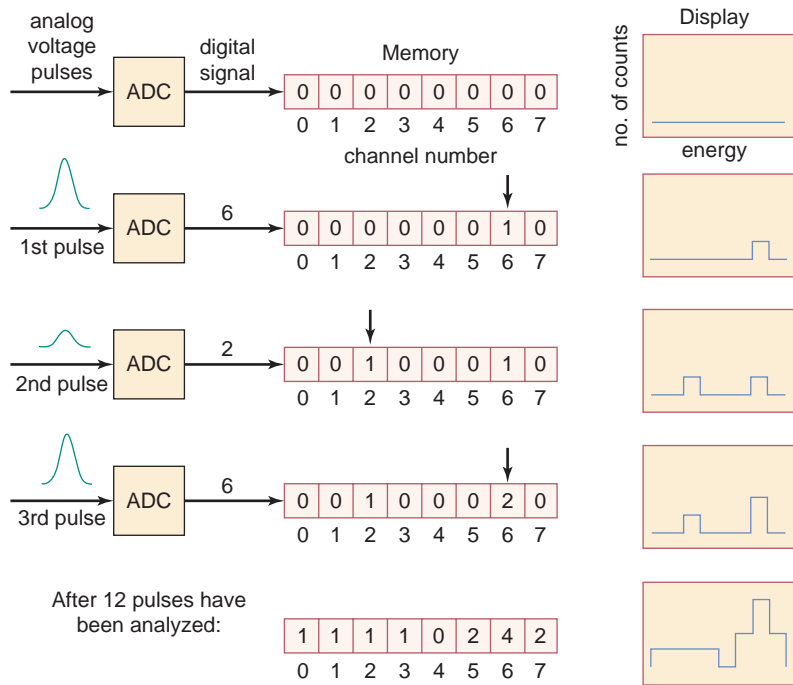 analog
voltage
pulses
digital
signal
Memory
Display
ADC
0 0 0 0 0 0 0 0
0 1 2 3 4 5 6 7
channel number
no. of counts
energy
1st pulse
ADC
6
0 0 0 0 0 0 1 0
0 1 2 3 4 5 6 7
2nd pulse
ADC
2
0 0 1 0 0 0 1 0
0 1 2 3 4 5 6 7
3rd pulse
ADC
6
0 0 1 0 0 0 2 0
0 1 2 3 4 5 6 7
After 12 pulses have
been analyzed:
1 1 1 1 0 2 4 2
0 1 2 3 4 5 6 7